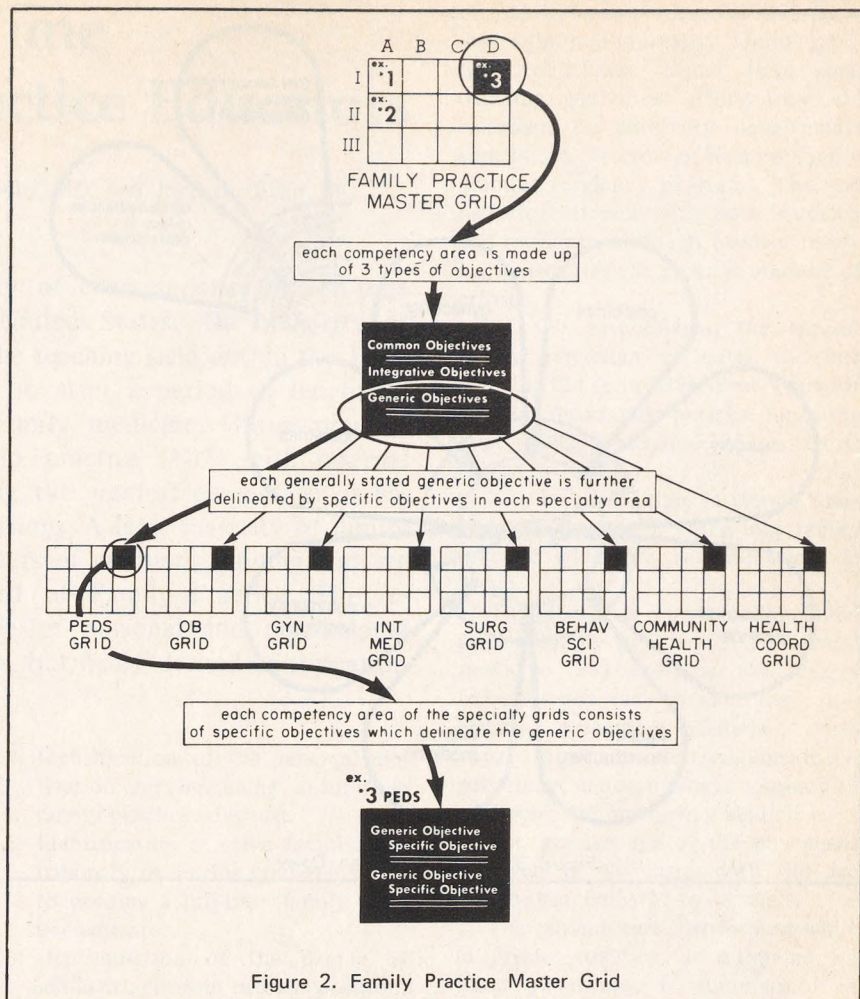 A B C D
I ex. *1 ex. *3
II ex. *2
III
FAMILY PRACTICE
MASTER GRID
each competency area is made up
of 3 types of objectives
Common Objectives
Integrative Objectives
Generic Objectives
each generally stated generic objective is further
delineated by specific objectives in each specialty area
PEDS
GRID
OB
GRID
GYN
GRID
INT
MED
GRID
SURG
GRID
BEHAV
SCI
GRID
COMMUNITY
HEALTH
GRID
HEALTH
COORD
GRID
each competency area of the specialty grids consists
of specific objectives which delineate the generic objectives
ex.
*3 PEDS
Generic Objective
Specific Objective
Generic Objective
Specific Objective
Figure 2. Family Practice Master Grid